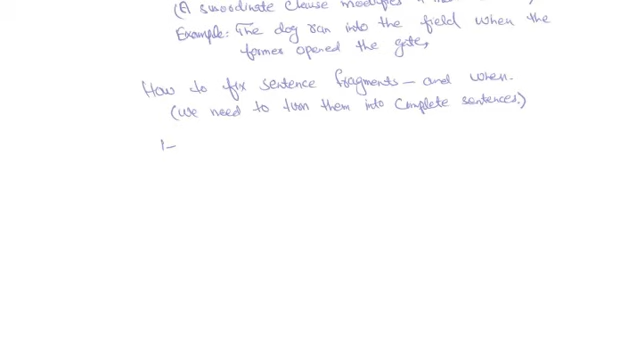 (A suoordinate clause modifies
Example: The dog ran into the field when the
former opened the gate,
How to fix sentence fragments — and when.
(we need to turn them into complete sentences.)
1–